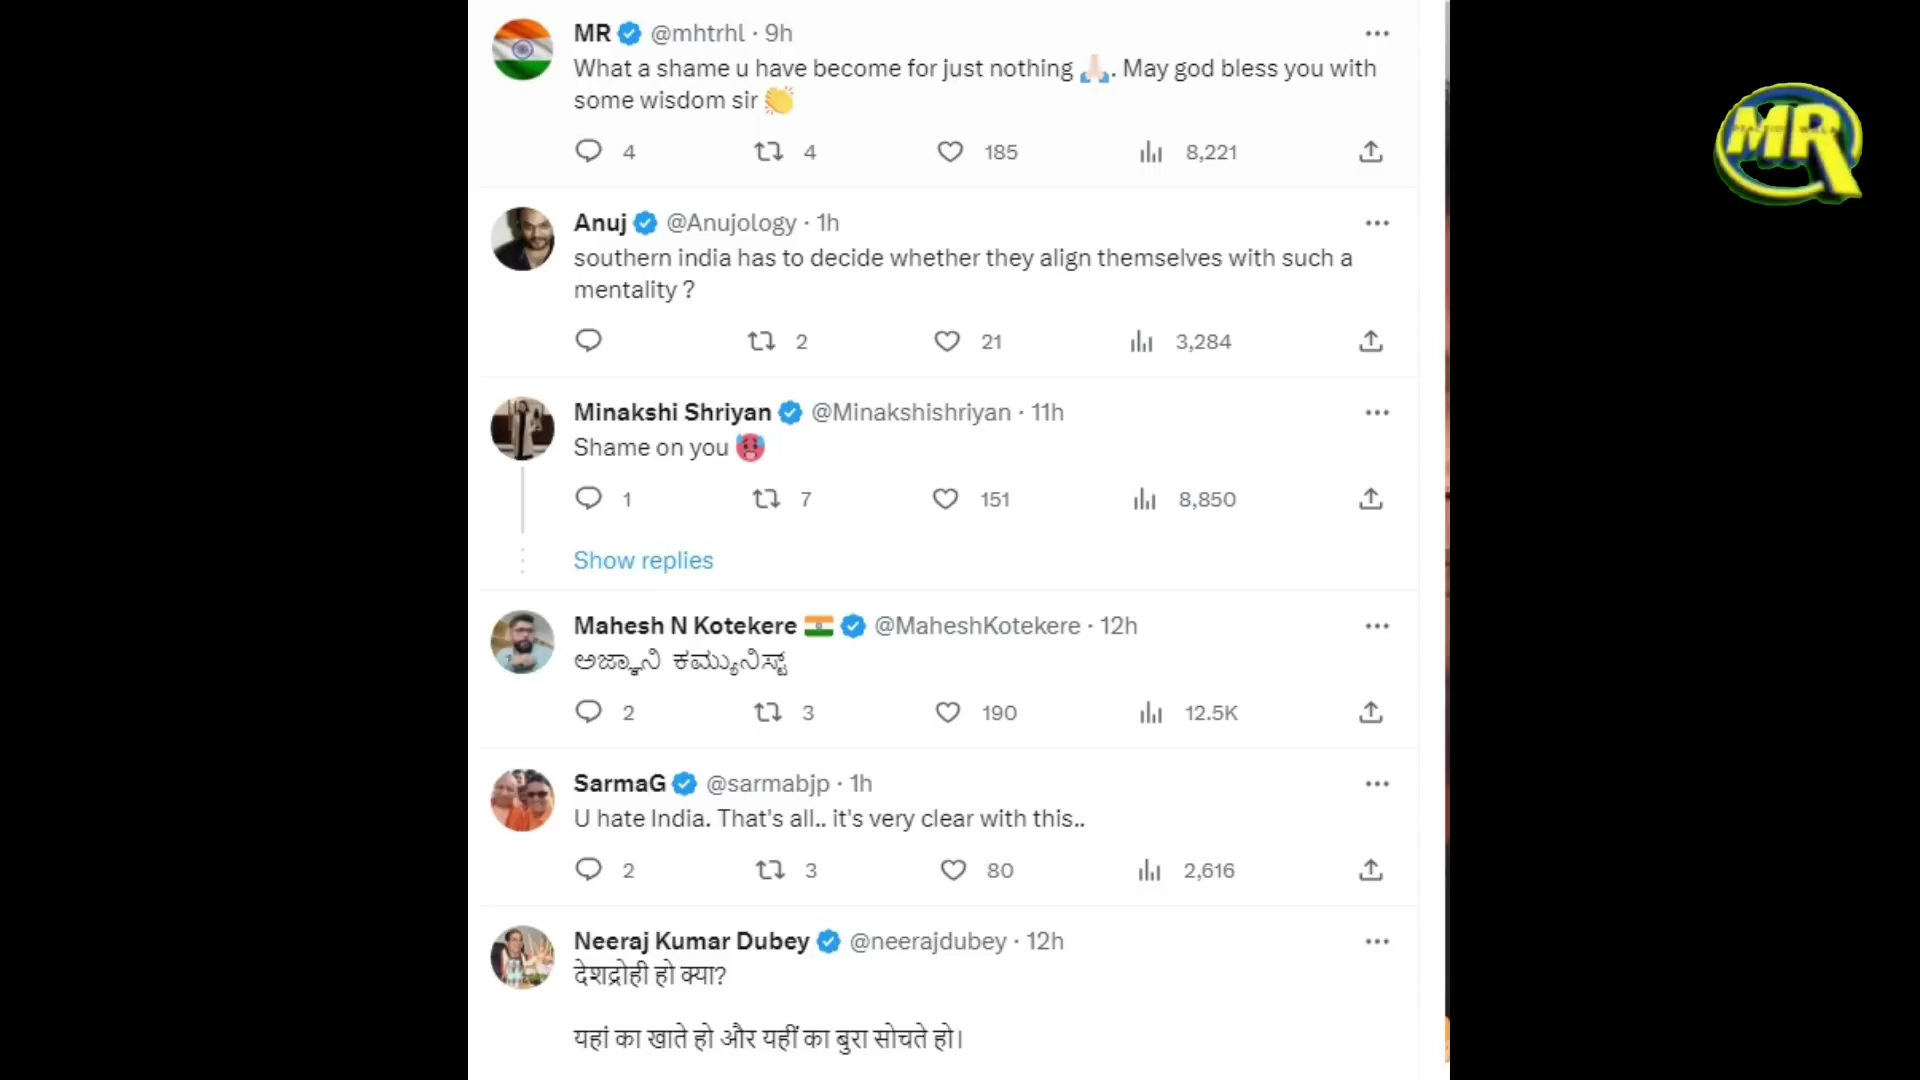 MR @mhtrhl · 9h
What a shame u have become for just nothing 🙏🏻. May god bless you with
some wisdom sir 👏
4 4 185 8,221
Anuj @Anujology · 1h
southern india has to decide whether they align themselves with such a
mentality ?
2 21 3,284
Minakshi Shriyan @Minakshishriyan · 11h
Shame on you 🥵
1 7 151 8,850
Show replies
Mahesh N Kotekere 🇮🇳 @MaheshKotekere · 12h
ಅಜ್ಞಾನಿ ಕಮ್ಯುನಿಸ್ಟ್
2 3 190 12.5K
SarmaG @sarmabjp · 1h
U hate India. That's all.. it's very clear with this..
2 3 80 2,616
Neeraj Kumar Dubey @neerajdubey · 12h
देशद्रोही हो क्या?
यहां का खाते हो और यहीं का बुरा सोचते हो।
MR